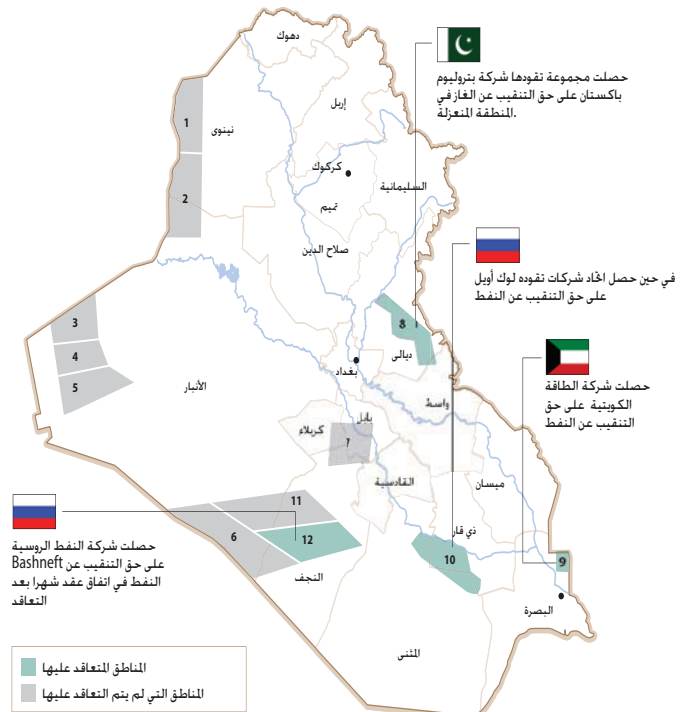 دهوك
حصلت مجموعة تقودها شركة بتروليوم
باكستان على حق التنقيب عن الغاز في
المنطقة المنعزلة.
إربل
1
نينوى
كركوك
السليمانية
2
تميم
صلاح الدين
في حين حصل اتحاد شركات تقوده لوك أويل
على حق التنقيب عن النفط
3
8
4
ديالى
بغداد
5
الأنبار
حصلت شركة الطاقة
الكويتية على حق
التنقيب عن النفط
واسط
بابل
كربلاء
7
القادسية
ميسان
11
ذي قار
6
12
10
9
حصلت شركة النفط الروسية
Bashneft على حق التنقيب عن
النفط في اتفاق عقد شهرا بعد
التعاقد
النجف
البصرة
المثنى
المناطق المتعاقد عليها
المناطق التي لم يتم التعاقد عليها